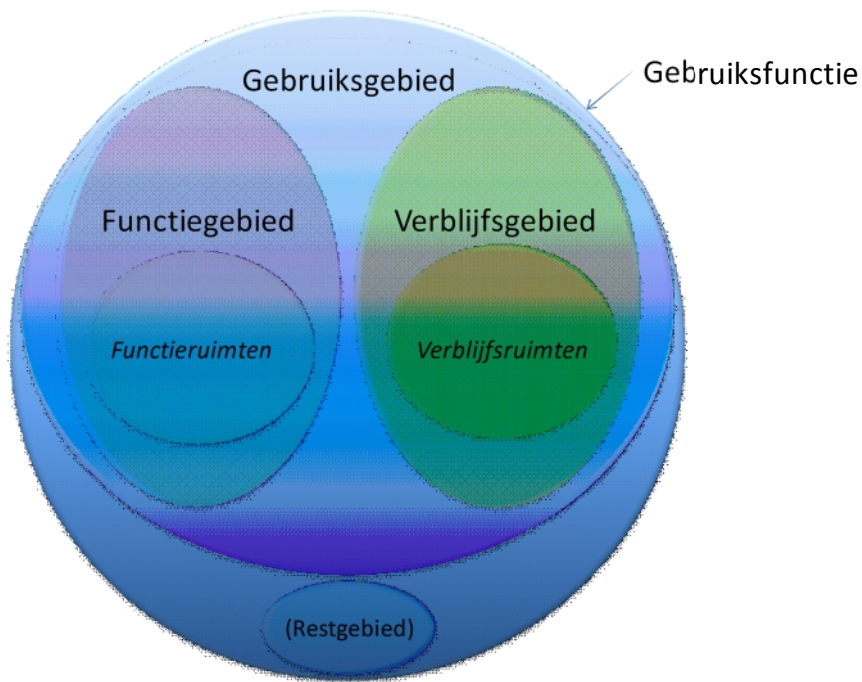 Gebruiksgebied
Gebruiksfunctie
Functiegebied
Verblijfsgebied
Functieruimten
Verblijfsruimten
(Restgebied)